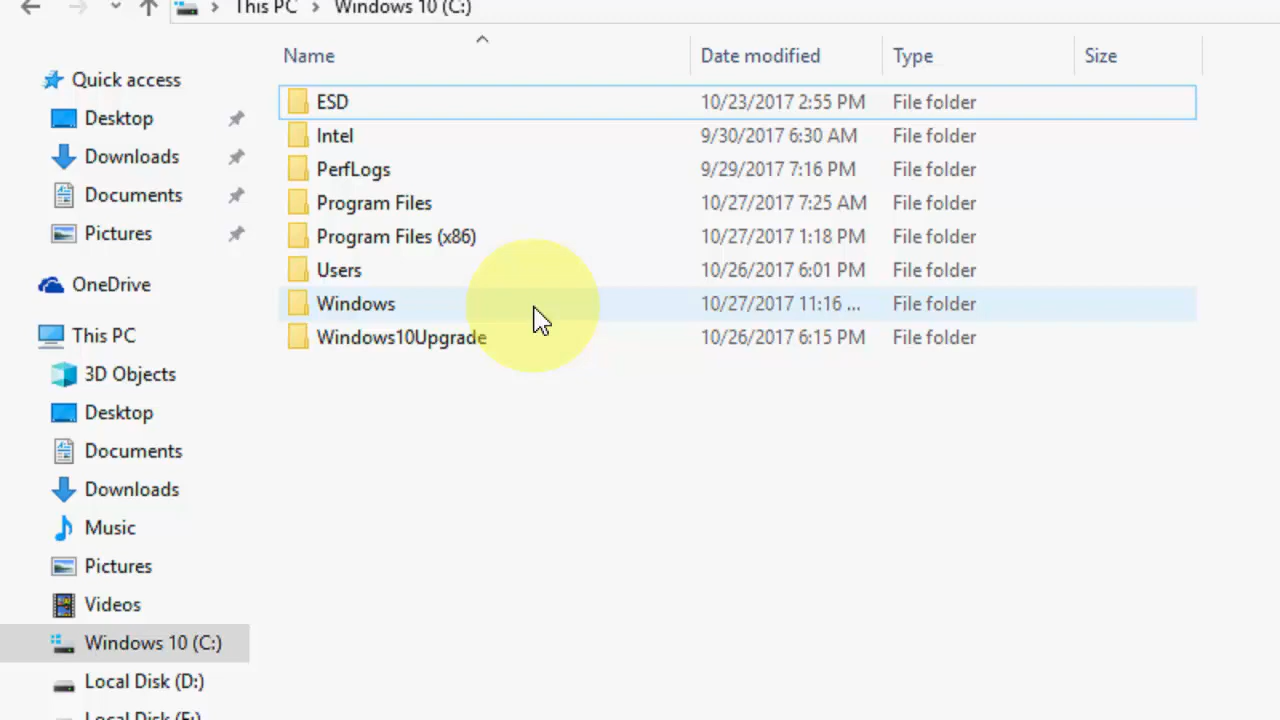 This PC > Windows 10 (C:)
Name Date modified Type Size
Quick access
Desktop
Downloads
Documents
Pictures
OneDrive
This PC
3D Objects
Desktop
Documents
Downloads
Music
Pictures
Videos
Windows 10 (C:)
Local Disk (D:)
Local Disk (F:)
ESD 10/23/2017 2:55 PM File folder
Intel 9/30/2017 6:30 AM File folder
PerfLogs 9/29/2017 7:16 PM File folder
Program Files 10/27/2017 7:25 AM File folder
Program Files (x86) 10/27/2017 1:18 PM File folder
Users 10/26/2017 6:01 PM File folder
Windows 10/27/2017 11:16 ... File folder
Windows10Upgrade 10/26/2017 6:15 PM File folder